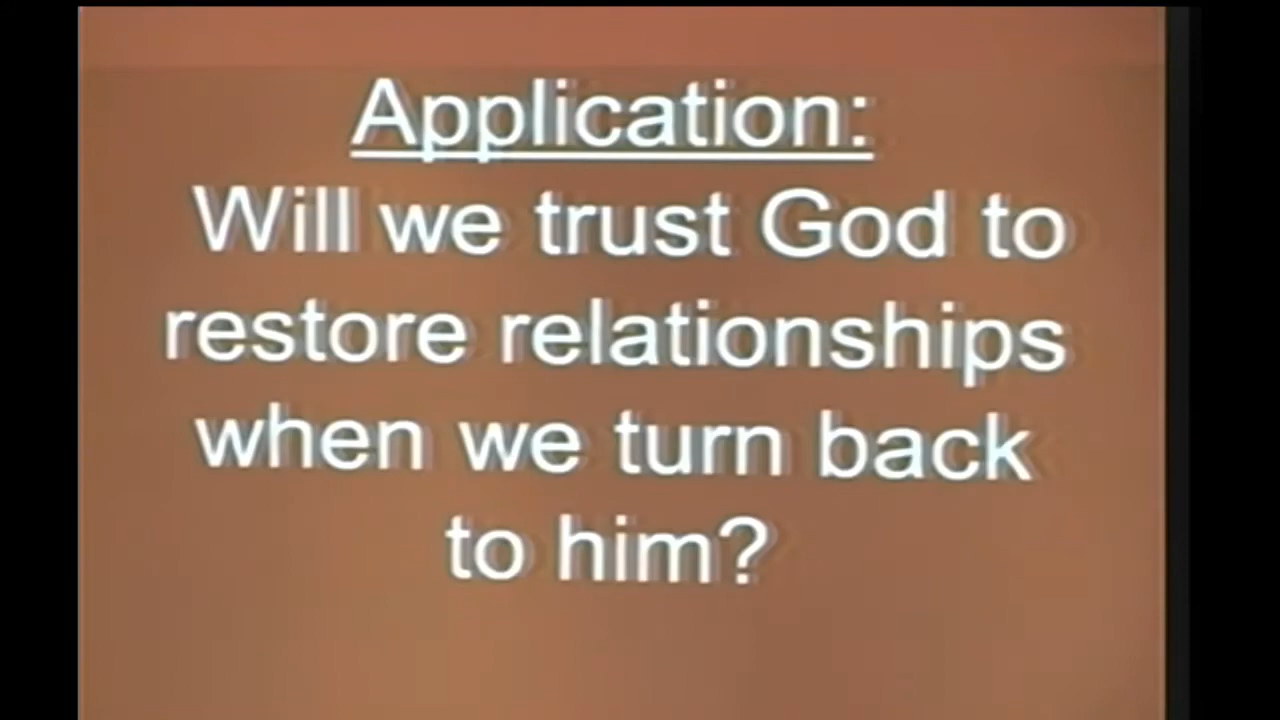 Application:
Will we trust God to
restore relationships
when we turn back
to him?